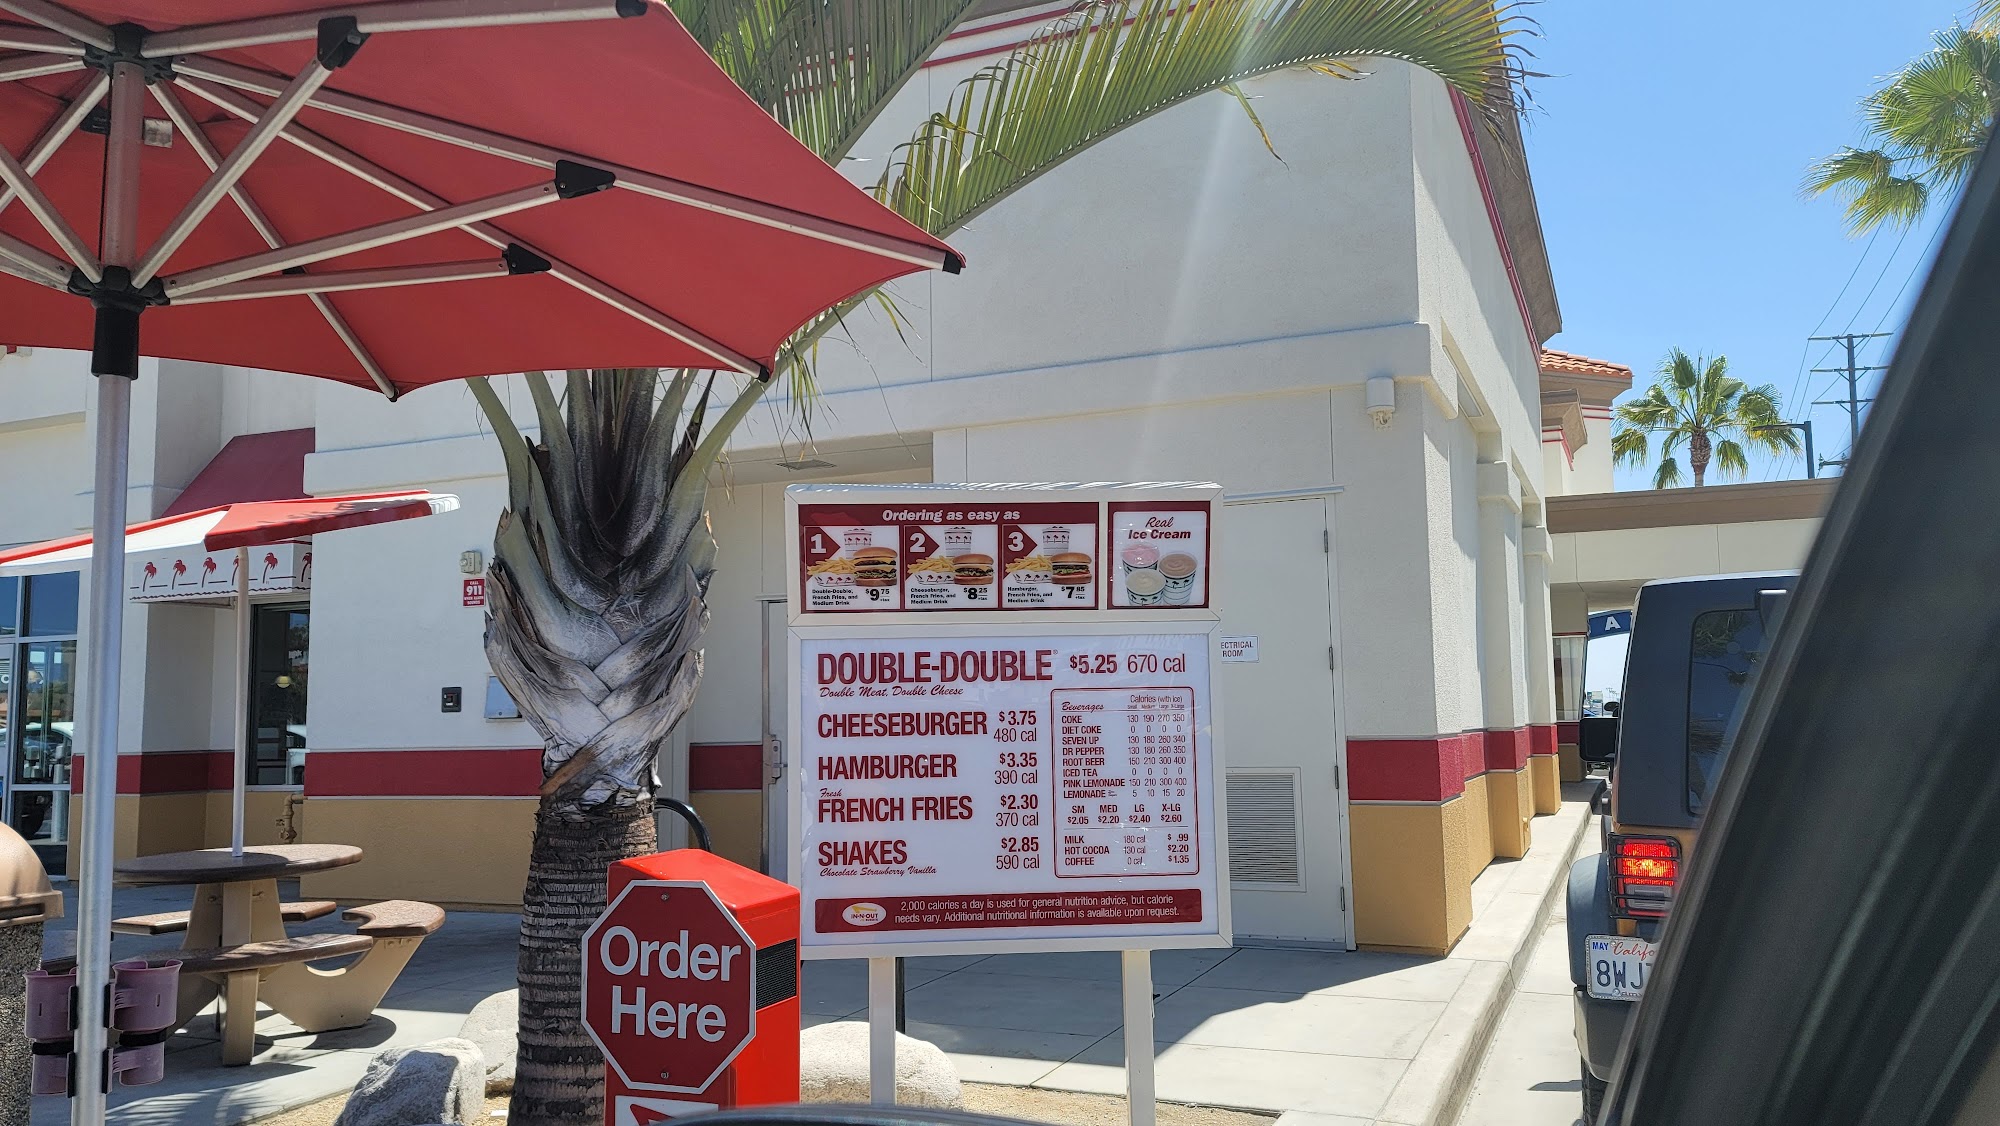 Ordering as easy as
1
Double-Double,
French Fries, and
Medium Drink
$9.75
2
Cheeseburger,
French Fries, and
Medium Drink
$8.25
3
Hamburger,
French Fries, and
Medium Drink
$7.85
Real
Ice Cream
DOUBLE-DOUBLE® $5.25 670 cal
Double Meat, Double Cheese
CHEESEBURGER $3.75
480 cal
HAMBURGER $3.35
390 cal
Fresh
FRENCH FRIES $2.30
370 cal
SHAKES $2.85
590 cal
Chocolate Strawberry Vanilla
Calories (with ice)
Beverages Small Medium Large X-Large
COKE 130 190 270 350
DIET COKE 0 0 0 0
SEVEN UP 130 180 260 340
DR PEPPER 130 180 260 350
ROOT BEER 150 210 300 400
ICED TEA 0 0 0 0
PINK LEMONADE 150 210 300 400
LEMONADE 5 10 15 20
SM MED LG X-LG
$2.05 $2.20 $2.40 $2.60
MILK 180 cal $ .99
HOT COCOA 130 cal $2.20
COFFEE 0 cal $1.35
IN-N-OUT
2,000 calories a day is used for general nutrition advice, but calorie
needs vary. Additional nutritional information is available upon request.
Order
Here
CALL
911
ECTRICAL
ROOM
A
MAY Califo
8WJ